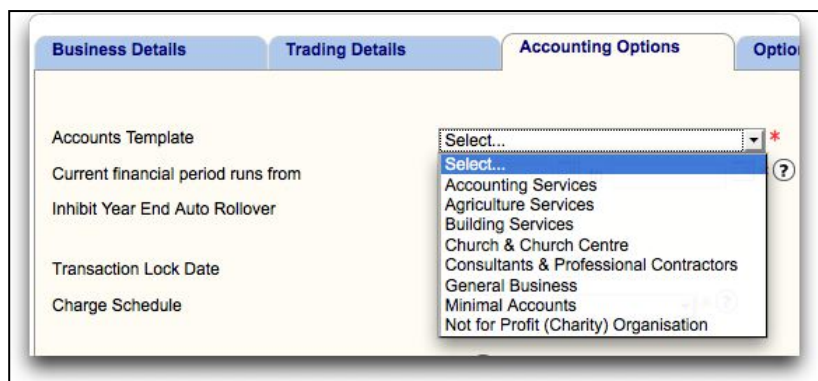 Business Details
Trading Details
Accounting Options
Optio
Accounts Template
Select...
*
Current financial period runs from
?
Inhibit Year End Auto Rollover
Transaction Lock Date
Charge Schedule
Select...
Accounting Services
Agriculture Services
Building Services
Church & Church Centre
Consultants & Professional Contractors
General Business
Minimal Accounts
Not for Profit (Charity) Organisation